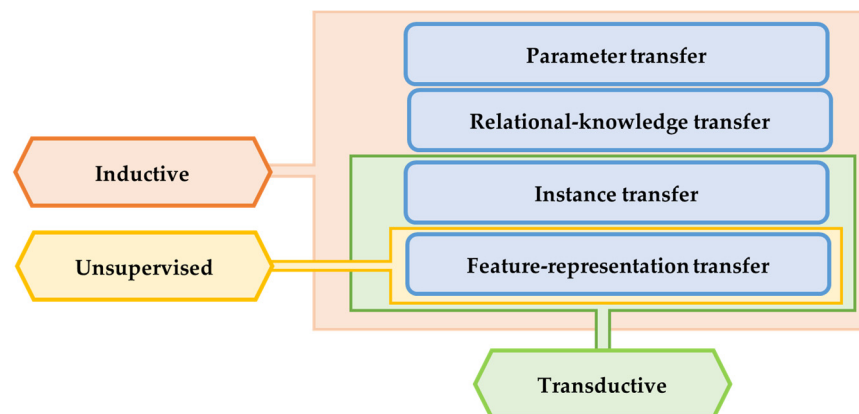 Parameter transfer
Relational-knowledge transfer
Inductive
Instance transfer
Unsupervised
Feature-representation transfer
Transductive